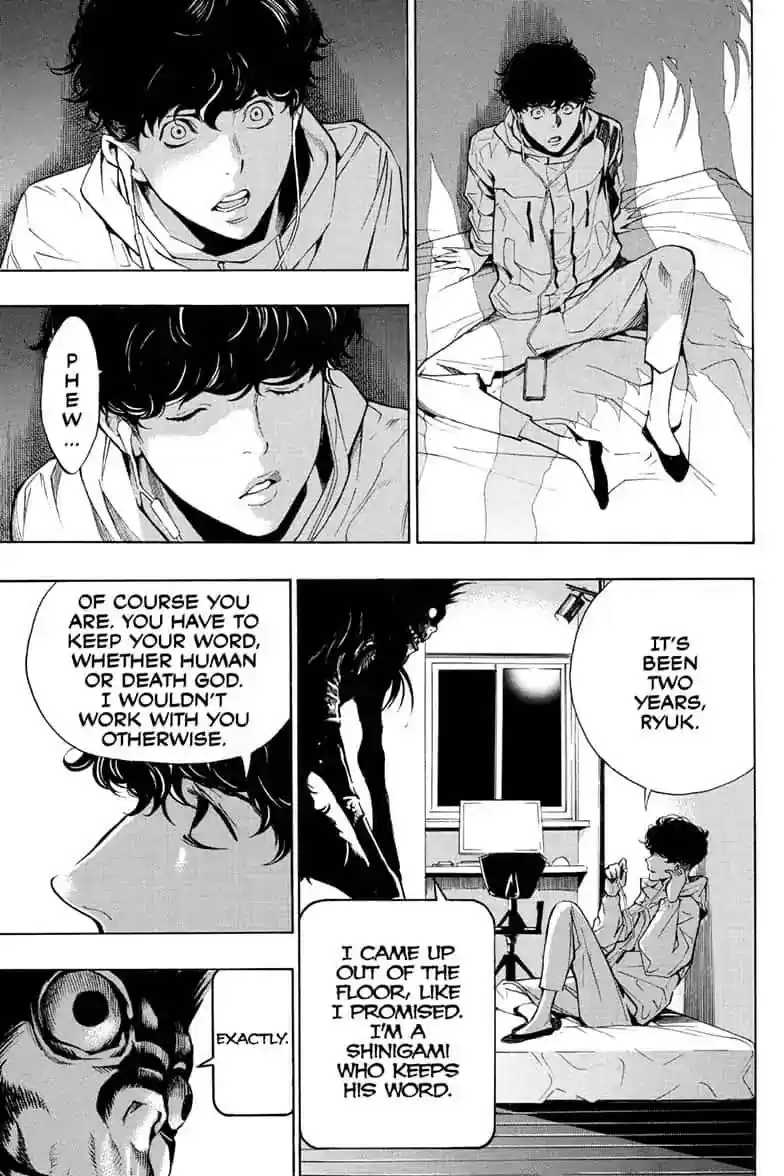 PHEW...
IT'S
BEEN
TWO
YEARS,
RYUK.
I CAME UP
OUT OF THE
FLOOR, LIKE
I PROMISED.
I'M A
SHINIGAMI
WHO KEEPS
HIS WORD.
OF COURSE YOU
ARE. YOU HAVE TO
KEEP YOUR WORD,
WHETHER HUMAN
OR DEATH GOD.
I WOULDN'T
WORK WITH YOU
OTHERWISE.
EXACTLY.